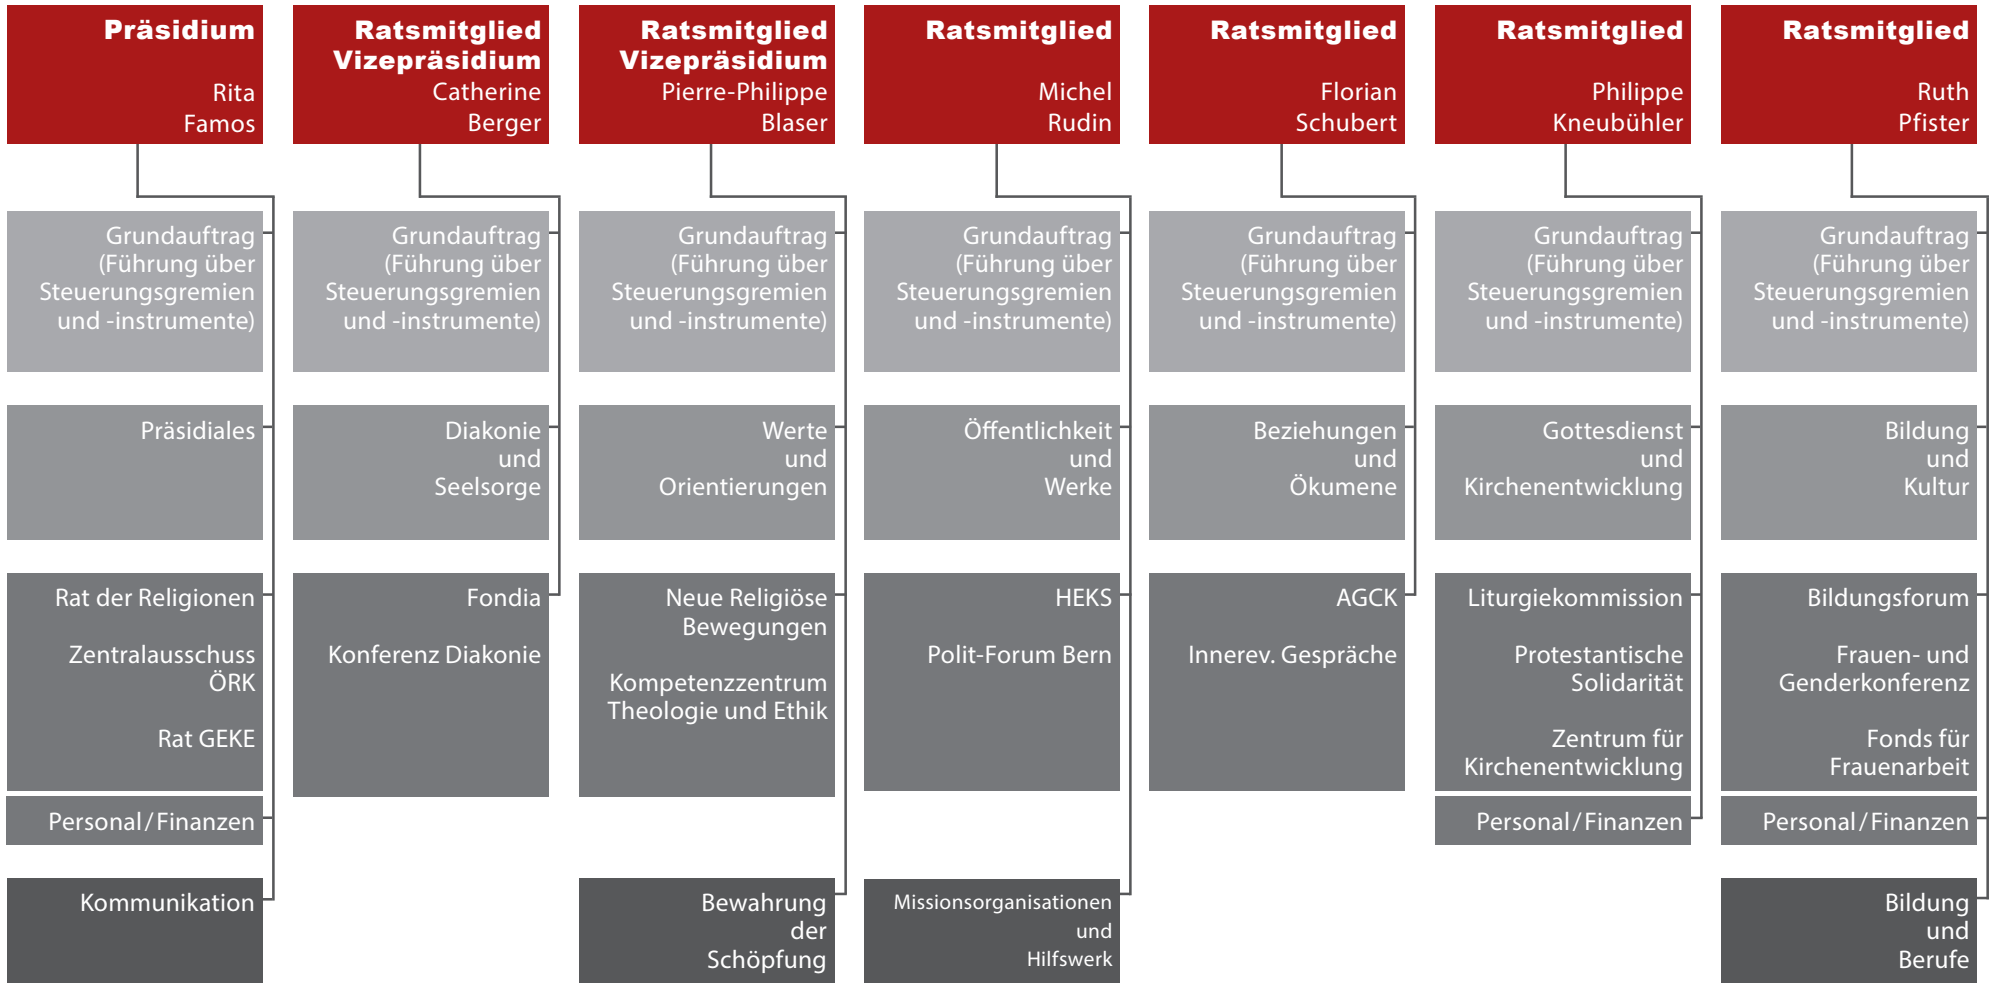 Präsidium
Rita
Famos
Grundauftrag
(Führung über
Steuerungsgremien
und -instrumente)
Präsidiales
Rat der Religionen
Zentralausschuss
ÖRK
Rat GEKE
Personal / Finanzen
Kommunikation
Ratsmitglied
Vizepräsidium
Catherine
Berger
Grundauftrag
(Führung über
Steuerungsgremien
und -instrumente)
Diakonie
und
Seelsorge
Fondia
Konferenz Diakonie
Ratsmitglied
Vizepräsidium
Pierre-Philippe
Blaser
Grundauftrag
(Führung über
Steuerungsgremien
und -instrumente)
Werte
und
Orientierungen
Neue Religiöse
Bewegungen
Kompetenzzentrum
Theologie und Ethik
Bewahrung
der
Schöpfung
Ratsmitglied
Michel
Rudin
Grundauftrag
(Führung über
Steuerungsgremien
und -instrumente)
Öffentlichkeit
und
Werke
HEKS
Polit-Forum Bern
Missionsorganisationen
und
Hilfswerk
Ratsmitglied
Florian
Schubert
Grundauftrag
(Führung über
Steuerungsgremien
und -instrumente)
Beziehungen
und
Ökumene
AGCK
Innerev. Gespräche
Ratsmitglied
Philippe
Kneubühler
Grundauftrag
(Führung über
Steuerungsgremien
und -instrumente)
Gottesdienst
und
Kirchenentwicklung
Liturgiekommission
Protestantische
Solidarität
Zentrum für
Kirchenentwicklung
Personal / Finanzen
Ratsmitglied
Ruth
Pfister
Grundauftrag
(Führung über
Steuerungsgremien
und -instrumente)
Bildung
und
Kultur
Bildungsforum
Frauen- und
Genderkonferenz
Fonds für
Frauenarbeit
Personal / Finanzen
Bildung
und
Berufe